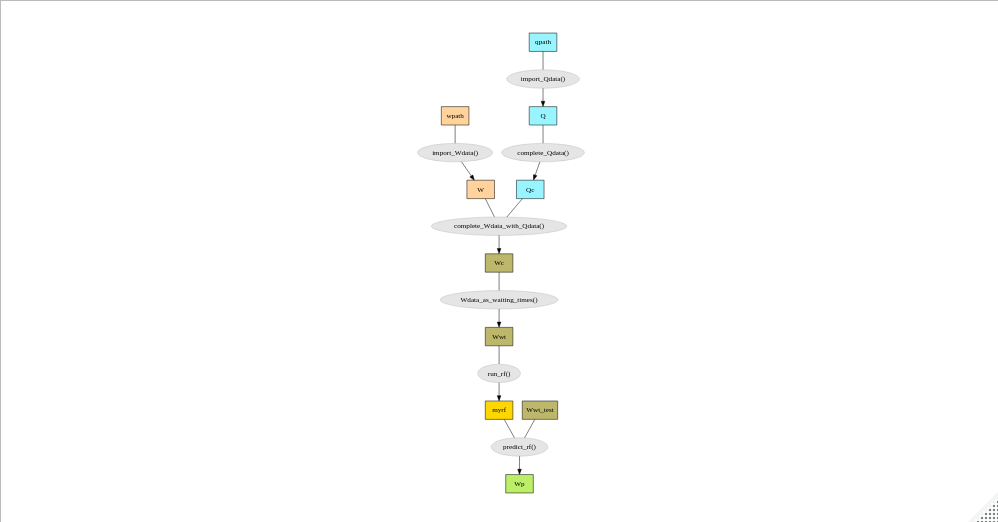 qpath
import_Qdata()
wpath
Q
import_Wdata()
complete_Qdata()
W
Qc
complete_Wdata_with_Qdata()
Wc
Wdata_as_waiting_times()
Wwt
run_rf()
myrf
Wwt_test
predict_rf()
Wp